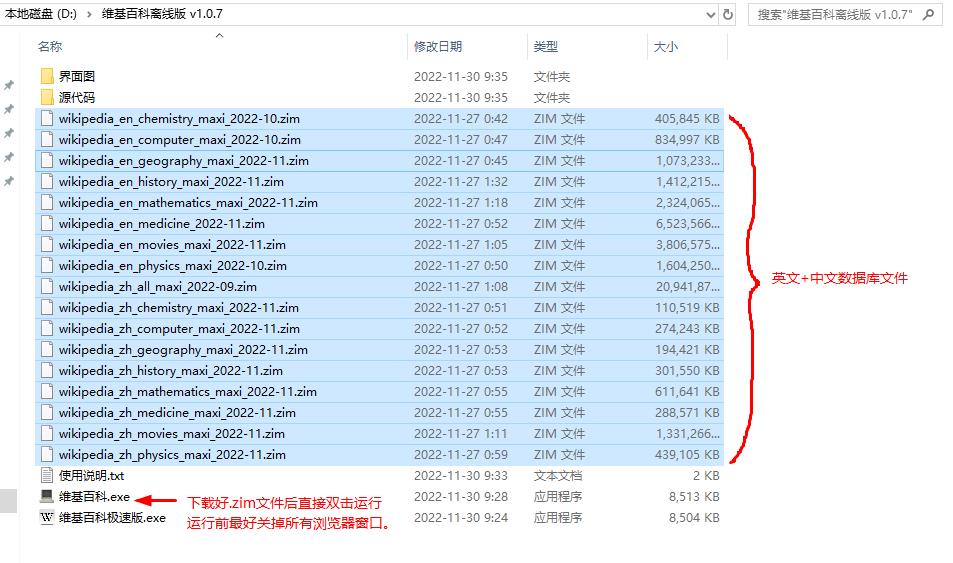 本地磁盘 (D:) › 维基百科离线版 v1.0.7
搜索"维基百科离线版 v1.0.7"
名称 修改日期 类型 大小
界面图 2022-11-30 9:35 文件夹
源代码 2022-11-30 9:35 文件夹
wikipedia_en_chemistry_maxi_2022-10.zim 2022-11-27 0:42 ZIM 文件 405,845 KB
wikipedia_en_computer_maxi_2022-10.zim 2022-11-27 0:47 ZIM 文件 834,997 KB
wikipedia_en_geography_maxi_2022-11.zim 2022-11-27 0:45 ZIM 文件 1,073,233...
wikipedia_en_history_maxi_2022-11.zim 2022-11-27 1:32 ZIM 文件 1,412,215...
wikipedia_en_mathematics_maxi_2022-11.zim 2022-11-27 1:18 ZIM 文件 2,324,065...
wikipedia_en_medicine_2022-11.zim 2022-11-27 0:52 ZIM 文件 6,523,566...
wikipedia_en_movies_maxi_2022-11.zim 2022-11-27 1:05 ZIM 文件 3,806,575...
wikipedia_en_physics_maxi_2022-10.zim 2022-11-27 0:50 ZIM 文件 1,604,250...
wikipedia_zh_all_maxi_2022-09.zim 2022-11-27 1:08 ZIM 文件 20,941,87...
英文+中文数据库文件
wikipedia_zh_chemistry_maxi_2022-11.zim 2022-11-27 0:51 ZIM 文件 110,519 KB
wikipedia_zh_computer_maxi_2022-11.zim 2022-11-27 0:52 ZIM 文件 274,243 KB
wikipedia_zh_geography_maxi_2022-11.zim 2022-11-27 0:53 ZIM 文件 194,421 KB
wikipedia_zh_history_maxi_2022-11.zim 2022-11-27 0:53 ZIM 文件 301,550 KB
wikipedia_zh_mathematics_maxi_2022-11.zim 2022-11-27 0:55 ZIM 文件 611,641 KB
wikipedia_zh_medicine_maxi_2022-11.zim 2022-11-27 0:55 ZIM 文件 288,571 KB
wikipedia_zh_movies_maxi_2022-11.zim 2022-11-27 1:11 ZIM 文件 1,331,266...
wikipedia_zh_physics_maxi_2022-11.zim 2022-11-27 0:59 ZIM 文件 439,105 KB
使用说明.txt 2022-11-30 9:33 文本文档 2 KB
维基百科.exe 2022-11-30 9:28 应用程序 8,513 KB
下载好.zim文件后直接双击运行
运行前最好关掉所有浏览器窗口。
维基百科极速版.exe 2022-11-30 9:24 应用程序 8,504 KB